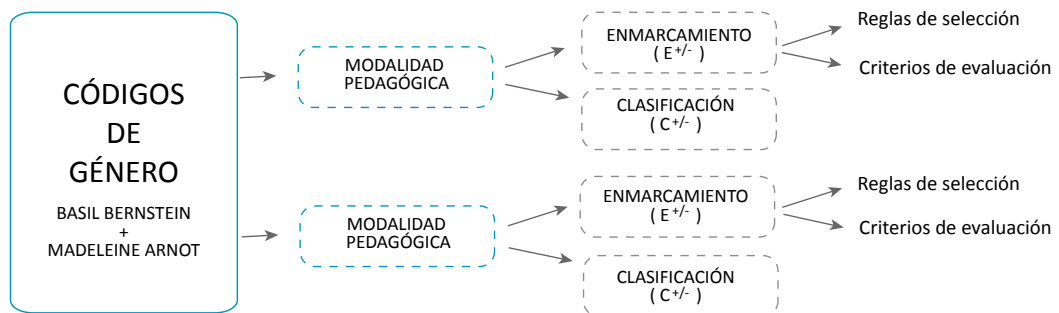 CÓDIGOS
DE
GÉNERO
BASIL BERNSTEIN
+
MADELEINE ARNOT
MODALIDAD
PEDAGÓGICA
ENMARCAMIENTO
( E+/- )
Reglas de selección
Criterios de evaluación
CLASIFICACIÓN
( C+/- )
MODALIDAD
PEDAGÓGICA
ENMARCAMIENTO
( E+/- )
Reglas de selección
Criterios de evaluación
CLASIFICACIÓN
( C+/- )